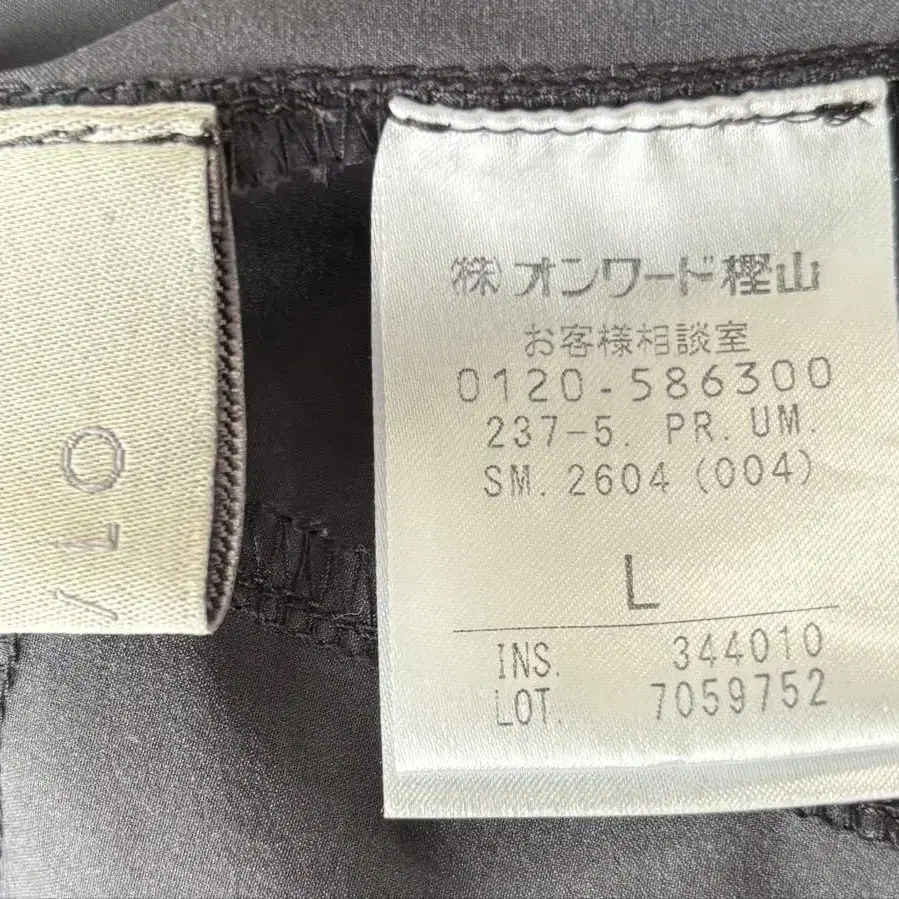 ㈱オンワード樫山
お客様相談室
0120-586300
237-5. PR. UM.
SM. 2604 (004)
L
INS. 344010
LOT. 7059752